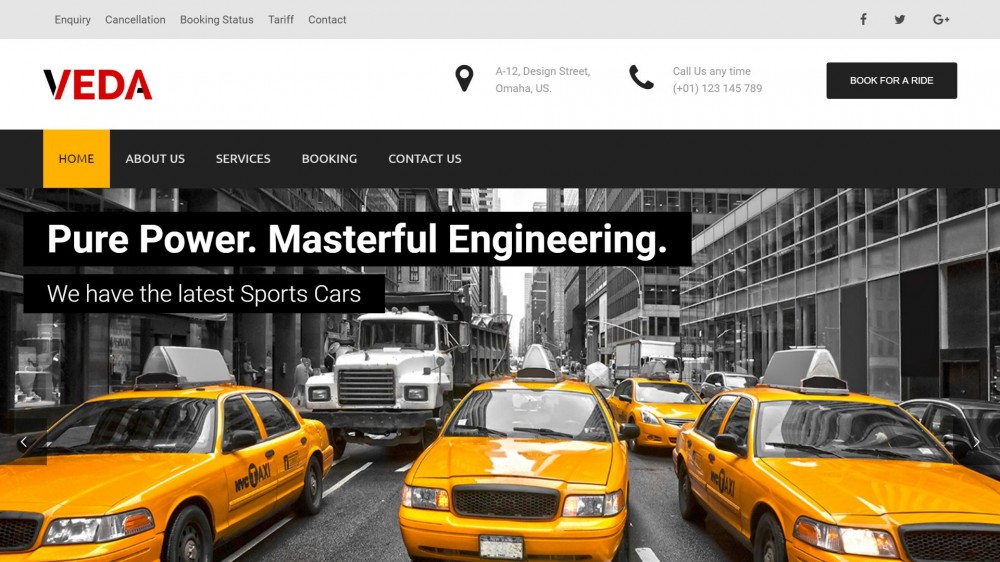 Enquiry Cancellation Booking Status Tariff Contact
VEDA
A-12, Design Street,
Omaha, US.
Call Us any time
(+01) 123 145 789
BOOK FOR A RIDE
HOME ABOUT US SERVICES BOOKING CONTACT US
Pure Power. Masterful Engineering.
We have the latest Sports Cars
NYC TAXI
NYC TAXI